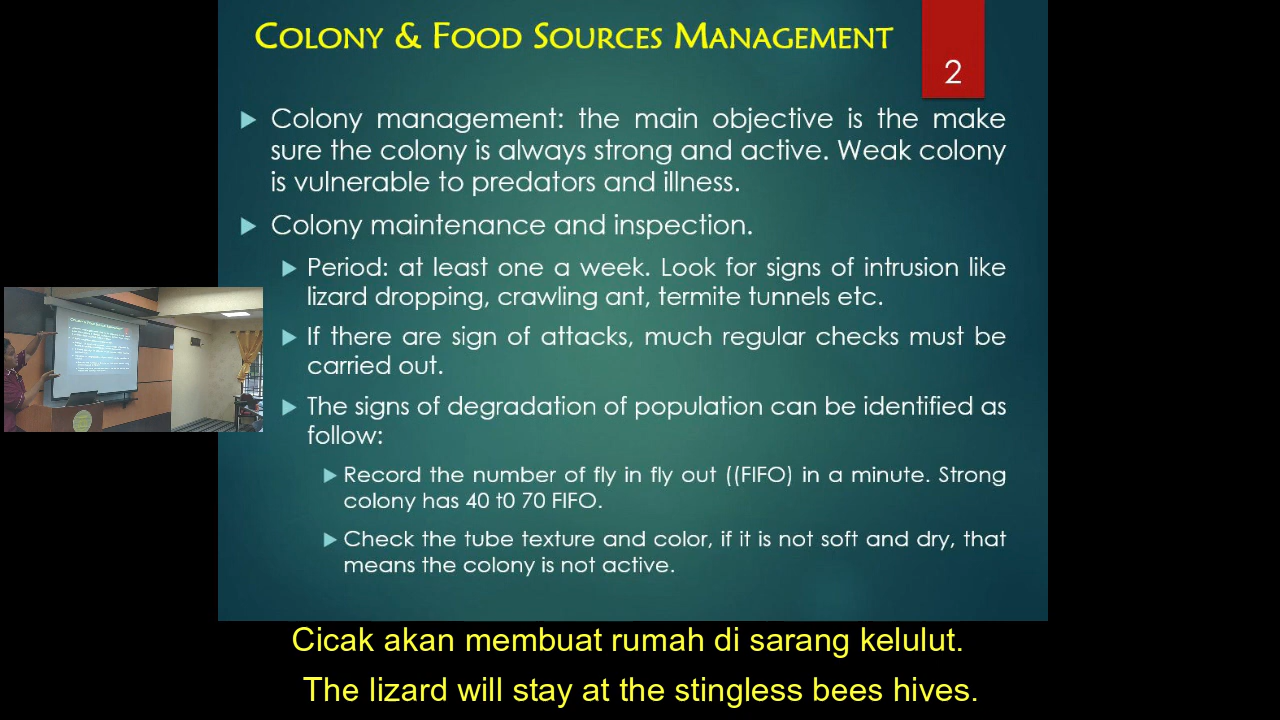 COLONY & FOOD SOURCES MANAGEMENT
2
Colony management: the main objective is the make
sure the colony is always strong and active. Weak colony
is vulnerable to predators and illness.
Colony maintenance and inspection.
Period: at least one a week. Look for signs of intrusion like
lizard dropping, crawling ant, termite tunnels etc.
If there are sign of attacks, much regular checks must be
carried out.
The signs of degradation of population can be identified as
follow:
Record the number of fly in fly out ((FIFO) in a minute. Strong
colony has 40 t0 70 FIFO.
Check the tube texture and color, if it is not soft and dry, that
means the colony is not active.
Cicak akan membuat rumah di sarang kelulut.
The lizard will stay at the stingless bees hives.